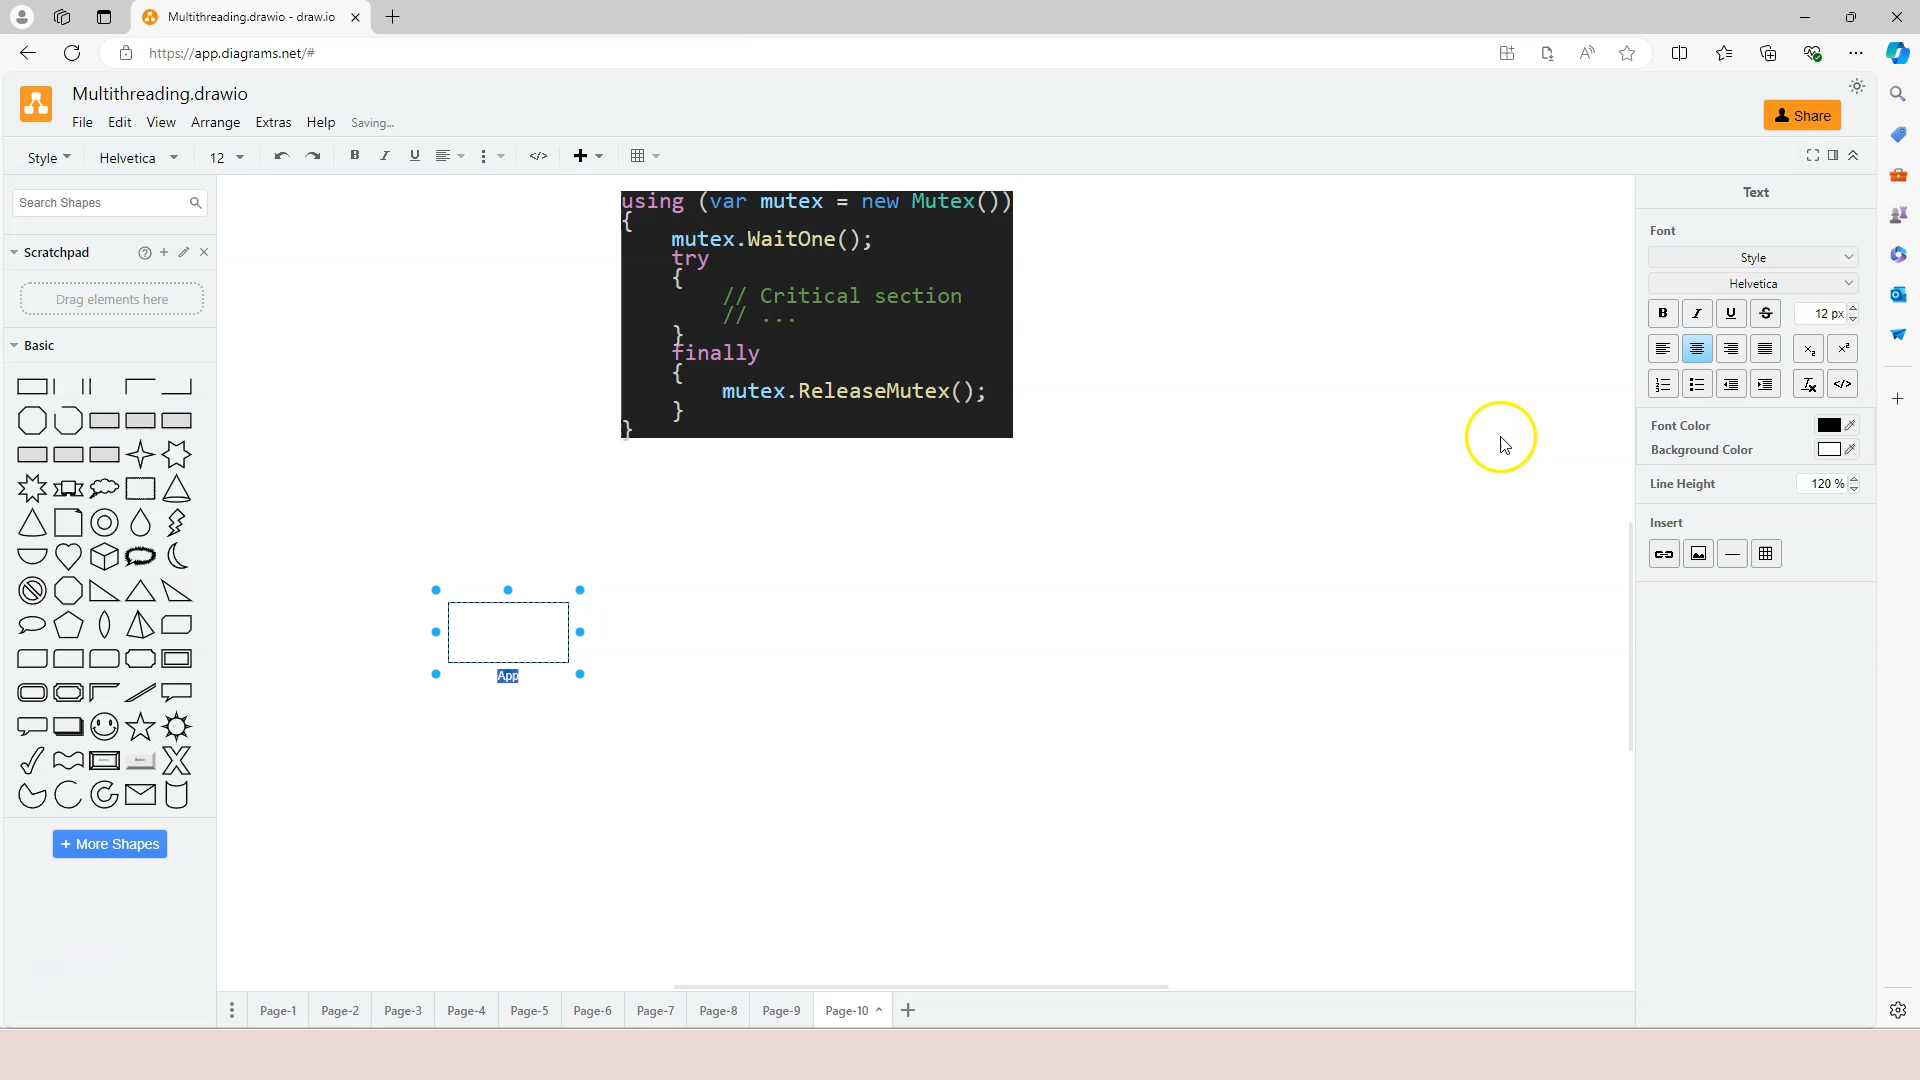 Multithreading.drawio - draw.io
https://app.diagrams.net/#
Multithreading.drawio
File Edit View Arrange Extras Help Saving...
Share
Style Helvetica 12
Search Shapes
Scratchpad
Drag elements here
Basic
+ More Shapes
using (var mutex = new Mutex())
{
mutex.WaitOne();
try
{
// Critical section
// ...
}
finally
{
mutex.ReleaseMutex();
}
}
App
Text
Font
Style
Helvetica
B I U S 12 px
Font Color
Background Color
Line Height 120 %
Insert
Page-1 Page-2 Page-3 Page-4 Page-5 Page-6 Page-7 Page-8 Page-9 Page-10